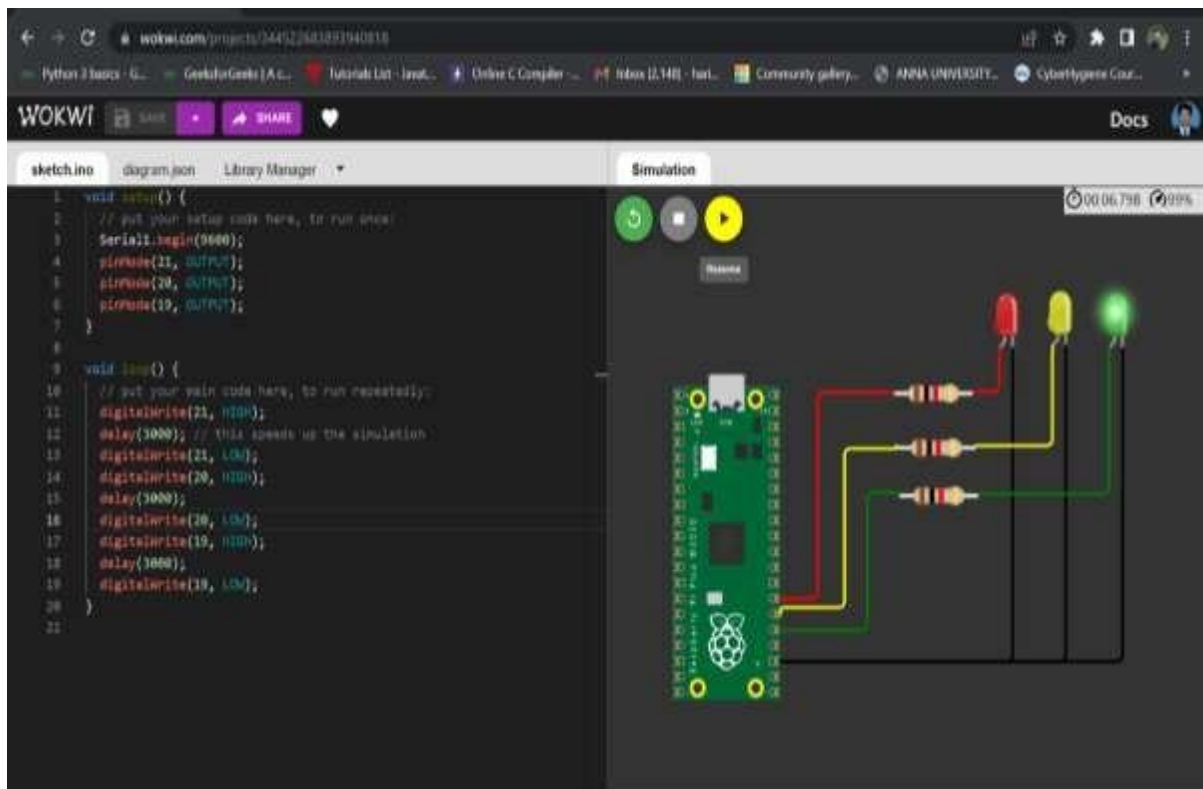 wokwi.com/projects/344522683893940818
Python 3 basics - G...
GeeksforGeeks | A c...
Tutorials List - Javat...
Online C Compiler -...
Inbox (2,148) - hari...
Community gallery...
ANNA UNIVERSITY...
CyberHygiene Cour...
WOKWI
SAVE
SHARE
Docs
sketch.ino
diagram.json
Library Manager
Simulation
1 void setup() {
2 // put your setup code here, to run once:
3 Serial1.begin(9600);
4 pinMode(21, OUTPUT);
5 pinMode(20, OUTPUT);
6 pinMode(19, OUTPUT);
7 }
8
9 void loop() {
10 // put your main code here, to run repeatedly:
11 digitalWrite(21, HIGH);
12 delay(3000); // this speeds up the simulation
13 digitalWrite(21, LOW);
14 digitalWrite(20, HIGH);
15 delay(3000);
16 digitalWrite(20, LOW);
17 digitalWrite(19, HIGH);
18 delay(3000);
19 digitalWrite(19, LOW);
20 }
00:06.798
99%
Resume